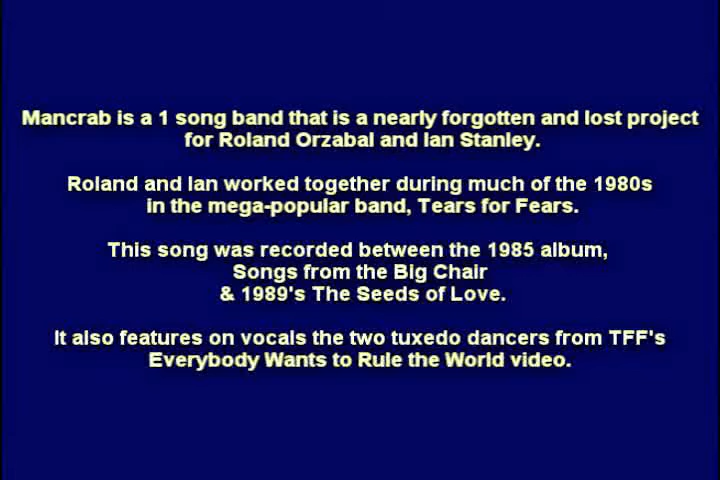 Mancrab is a 1 song band that is a nearly forgotten and lost project
for Roland Orzabal and Ian Stanley.
Roland and Ian worked together during much of the 1980s
in the mega-popular band, Tears for Fears.
This song was recorded between the 1985 album,
Songs from the Big Chair
& 1989's The Seeds of Love.
It also features on vocals the two tuxedo dancers from TFF's
Everybody Wants to Rule the World video.